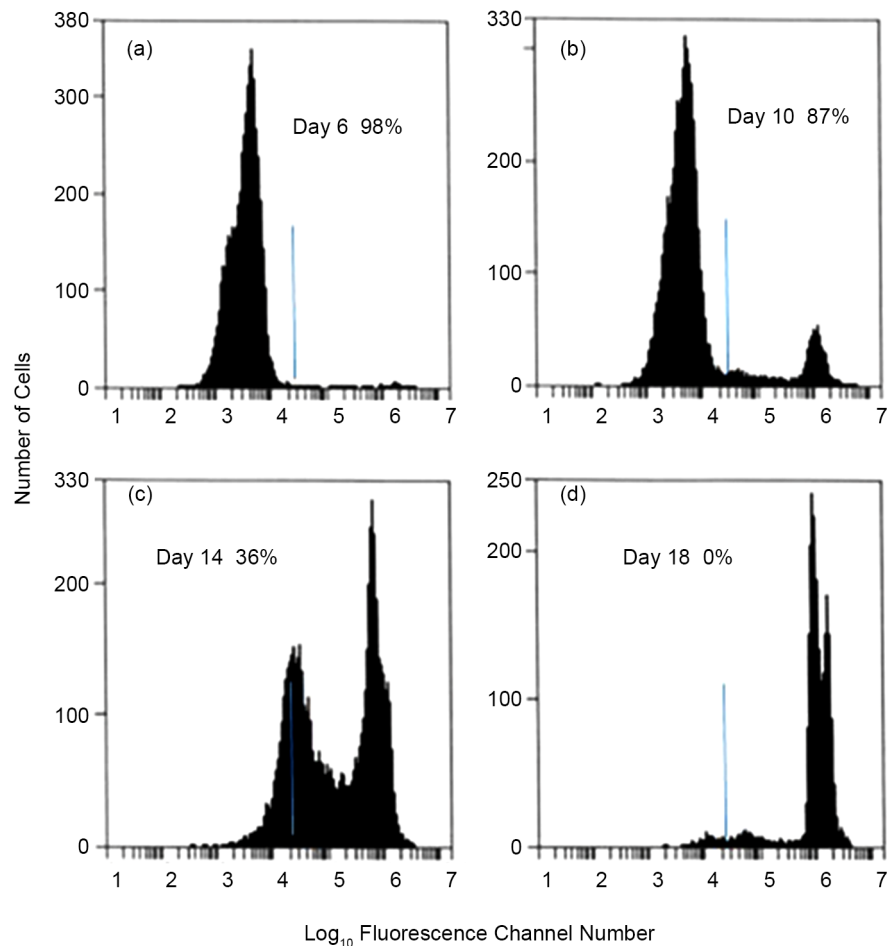 380
300
200
100
0
(a)
Day 6 98%
1 2 3 4 5 6 7
330
200
100
0
(b)
Day 10 87%
1 2 3 4 5 6 7
Number of Cells
330
200
100
0
(c)
Day 14 36%
1 2 3 4 5 6 7
250
200
100
0
(d)
Day 18 0%
1 2 3 4 5 6 7
Log₁₀ Fluorescence Channel Number